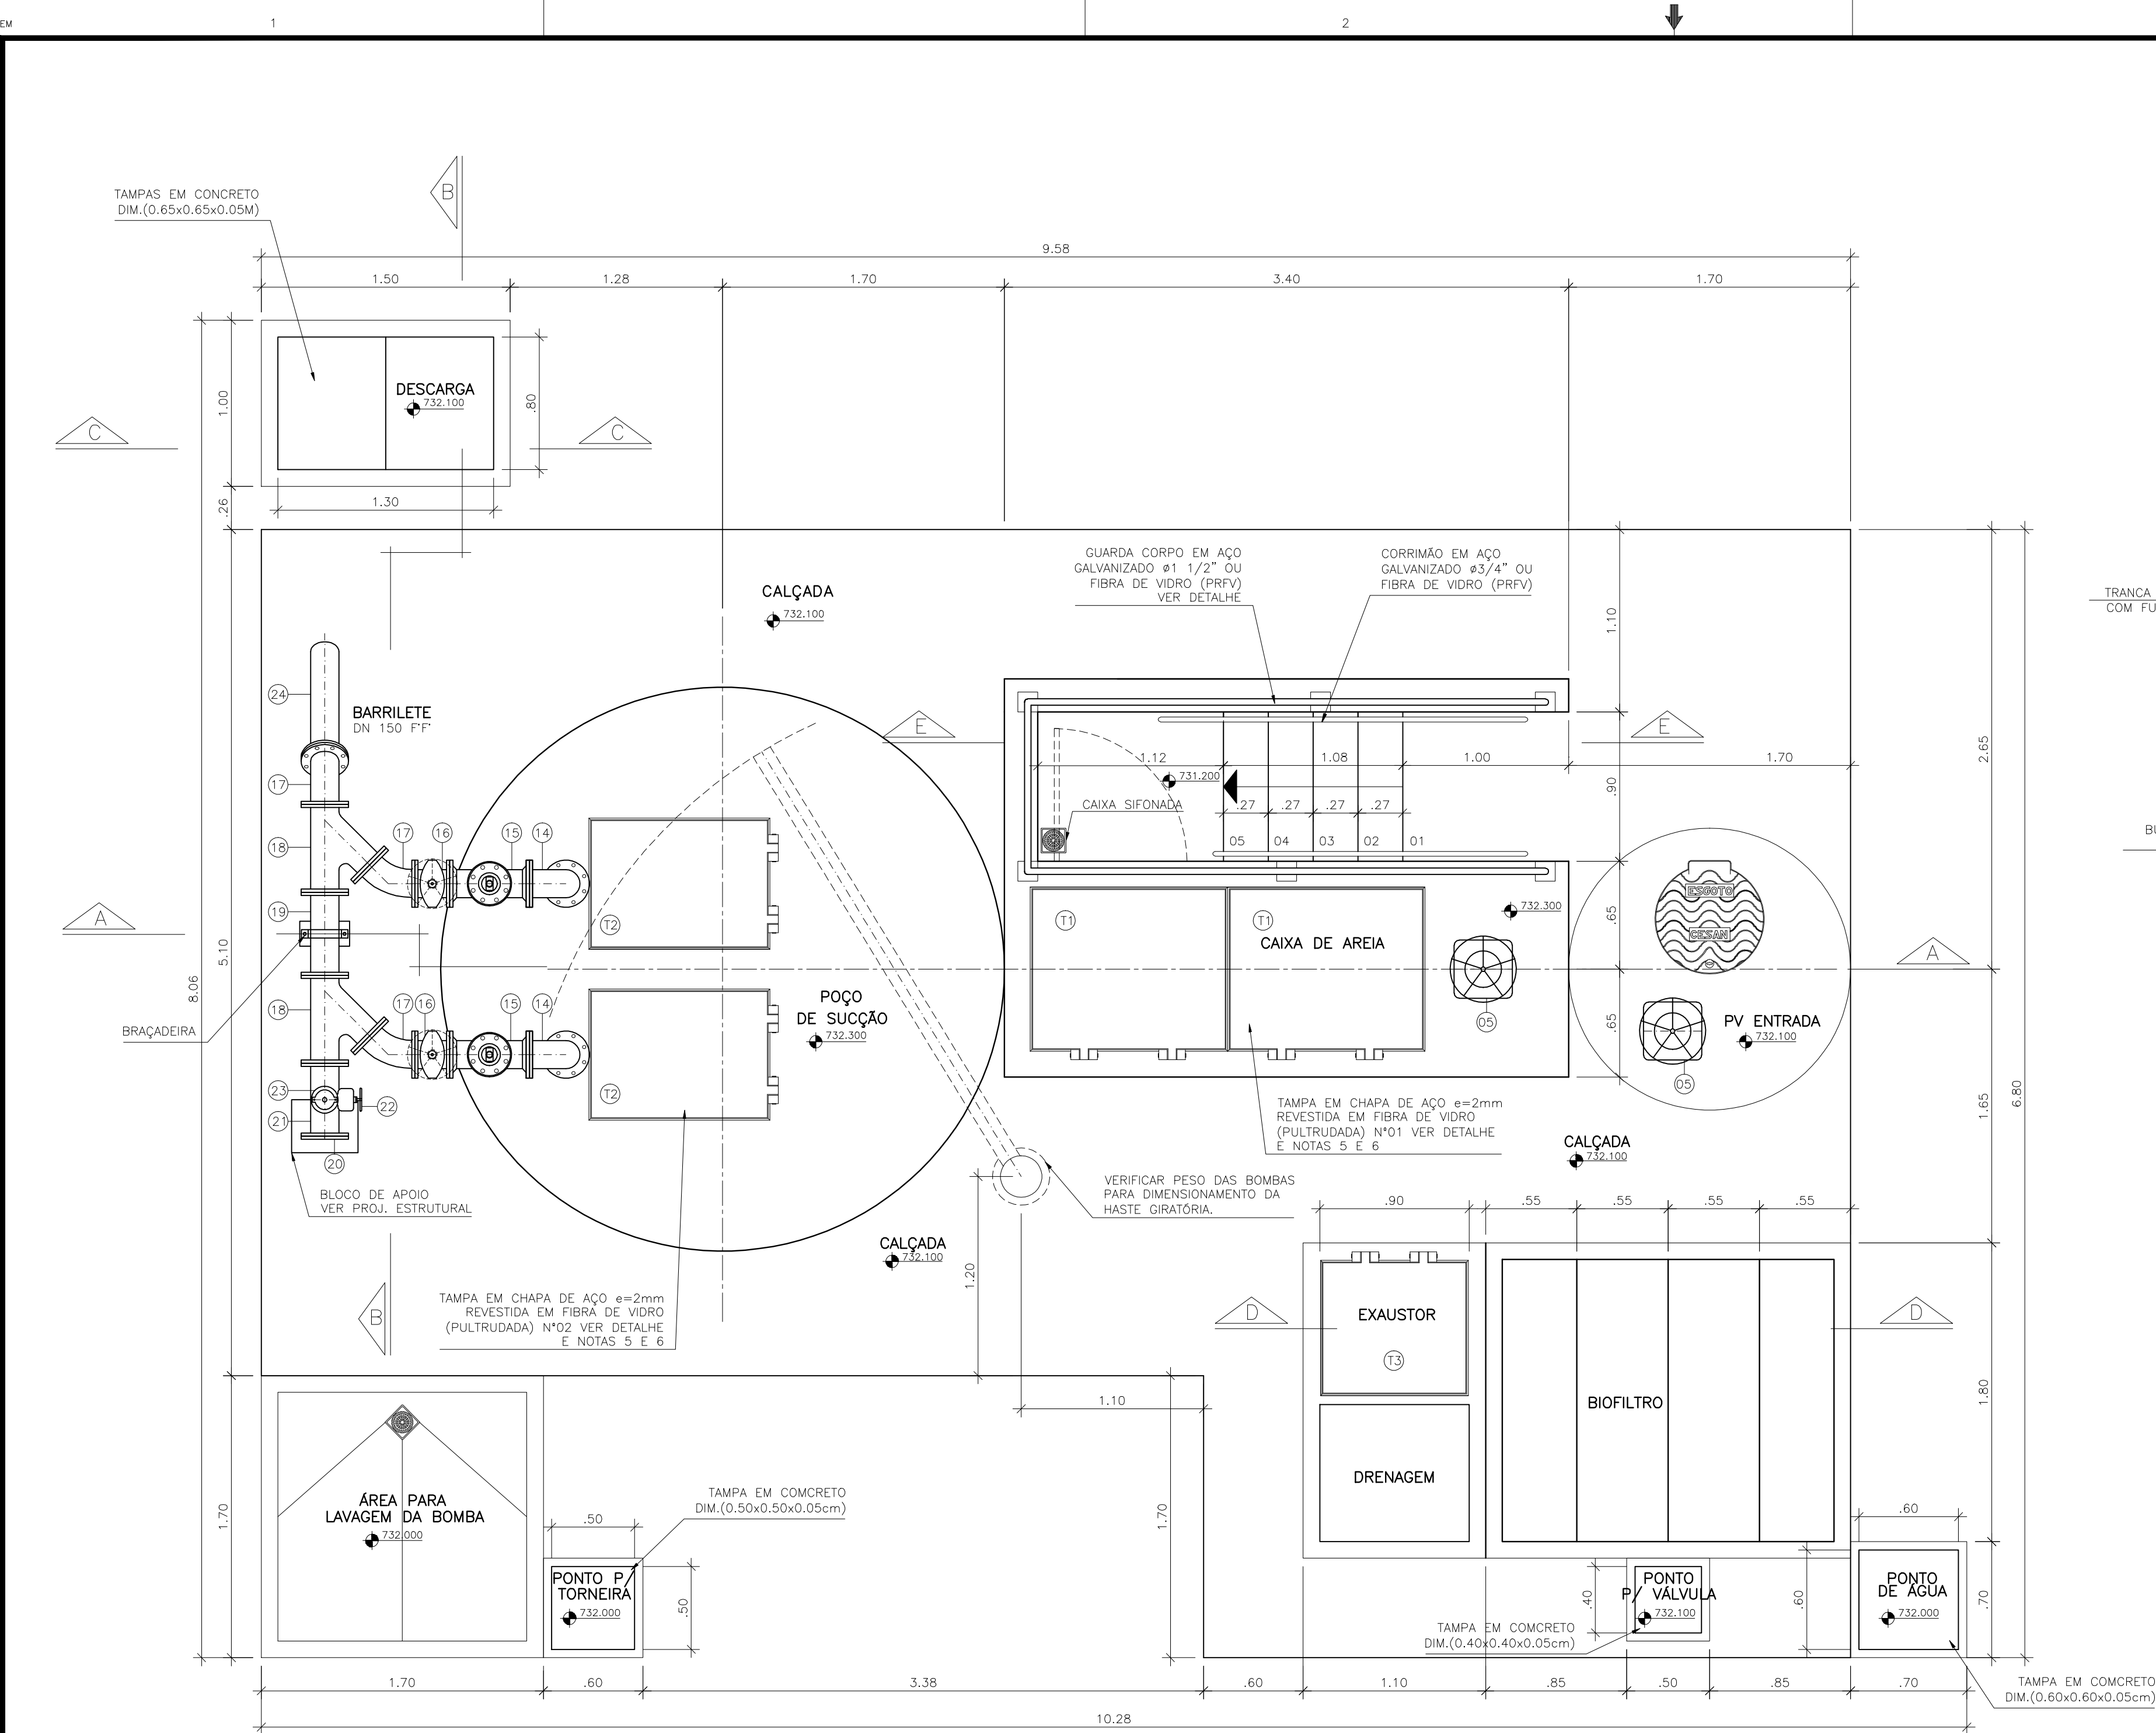 EM
1
2
TAMPAS EM CONCRETO
DIM.(0.65x0.65x0.05M)
B
9.58
1.50
1.28
1.70
3.40
1.70
DESCARGA
732.100
1.00
.80
C
C
1.30
.26
CALÇADA
732.100
GUARDA CORPO EM AÇO
GALVANIZADO ø1 1/2" OU
FIBRA DE VIDRO (PRFV)
VER DETALHE
CORRIMÃO EM AÇO
GALVANIZADO ø3/4" OU
FIBRA DE VIDRO (PRFV)
1.10
TRANCA
COM FU
24
BARRILETE
DN 150 F°F°
E
E
17
1.12
1.08
1.00
1.70
2.65
731.200
.90
CAIXA SIFONADA
.27
.27
.27
.27
05
04
03
02
01
BU
17
16
15
14
18
T2
T1
T1
CAIXA DE AREIA
732.300
.65
ESGOTO
CESAN
19
A
A
5.10
8.06
18
17
16
15
14
BRAÇADEIRA
POÇO
DE SUCÇÃO
732.300
05
.65
PV ENTRADA
732.100
05
23
22
T2
21
20
TAMPA EM CHAPA DE AÇO e=2mm
REVESTIDA EM FIBRA DE VIDRO
(PULTRUDADA) N°01 VER DETALHE
E NOTAS 5 E 6
1.65
6.80
CALÇADA
732.100
BLOCO DE APOIO
VER PROJ. ESTRUTURAL
VERIFICAR PESO DAS BOMBAS
PARA DIMENSIONAMENTO DA
HASTE GIRATÓRIA.
.90
.55
.55
.55
.55
CALÇADA
732.100
1.20
B
TAMPA EM CHAPA DE AÇO e=2mm
REVESTIDA EM FIBRA DE VIDRO
(PULTRUDADA) N°02 VER DETALHE
E NOTAS 5 E 6
D
EXAUSTOR
T3
D
1.10
BIOFILTRO
1.80
DRENAGEM
1.70
ÁREA PARA
LAVAGEM DA BOMBA
732.000
TAMPA EM COMCRETO
DIM.(0.50x0.50x0.05cm)
.50
1.70
.60
PONTO P/
TORNEIRA
732.000
.50
.40
PONTO
P/ VÁLVULA
732.100
.60
PONTO
DE ÁGUA
732.000
.70
TAMPA EM COMCRETO
DIM.(0.40x0.40x0.05cm)
1.70
.60
3.38
.60
1.10
.85
.50
.85
.70
TAMPA EM COMCRETO
DIM.(0.60x0.60x0.05cm)
10.28